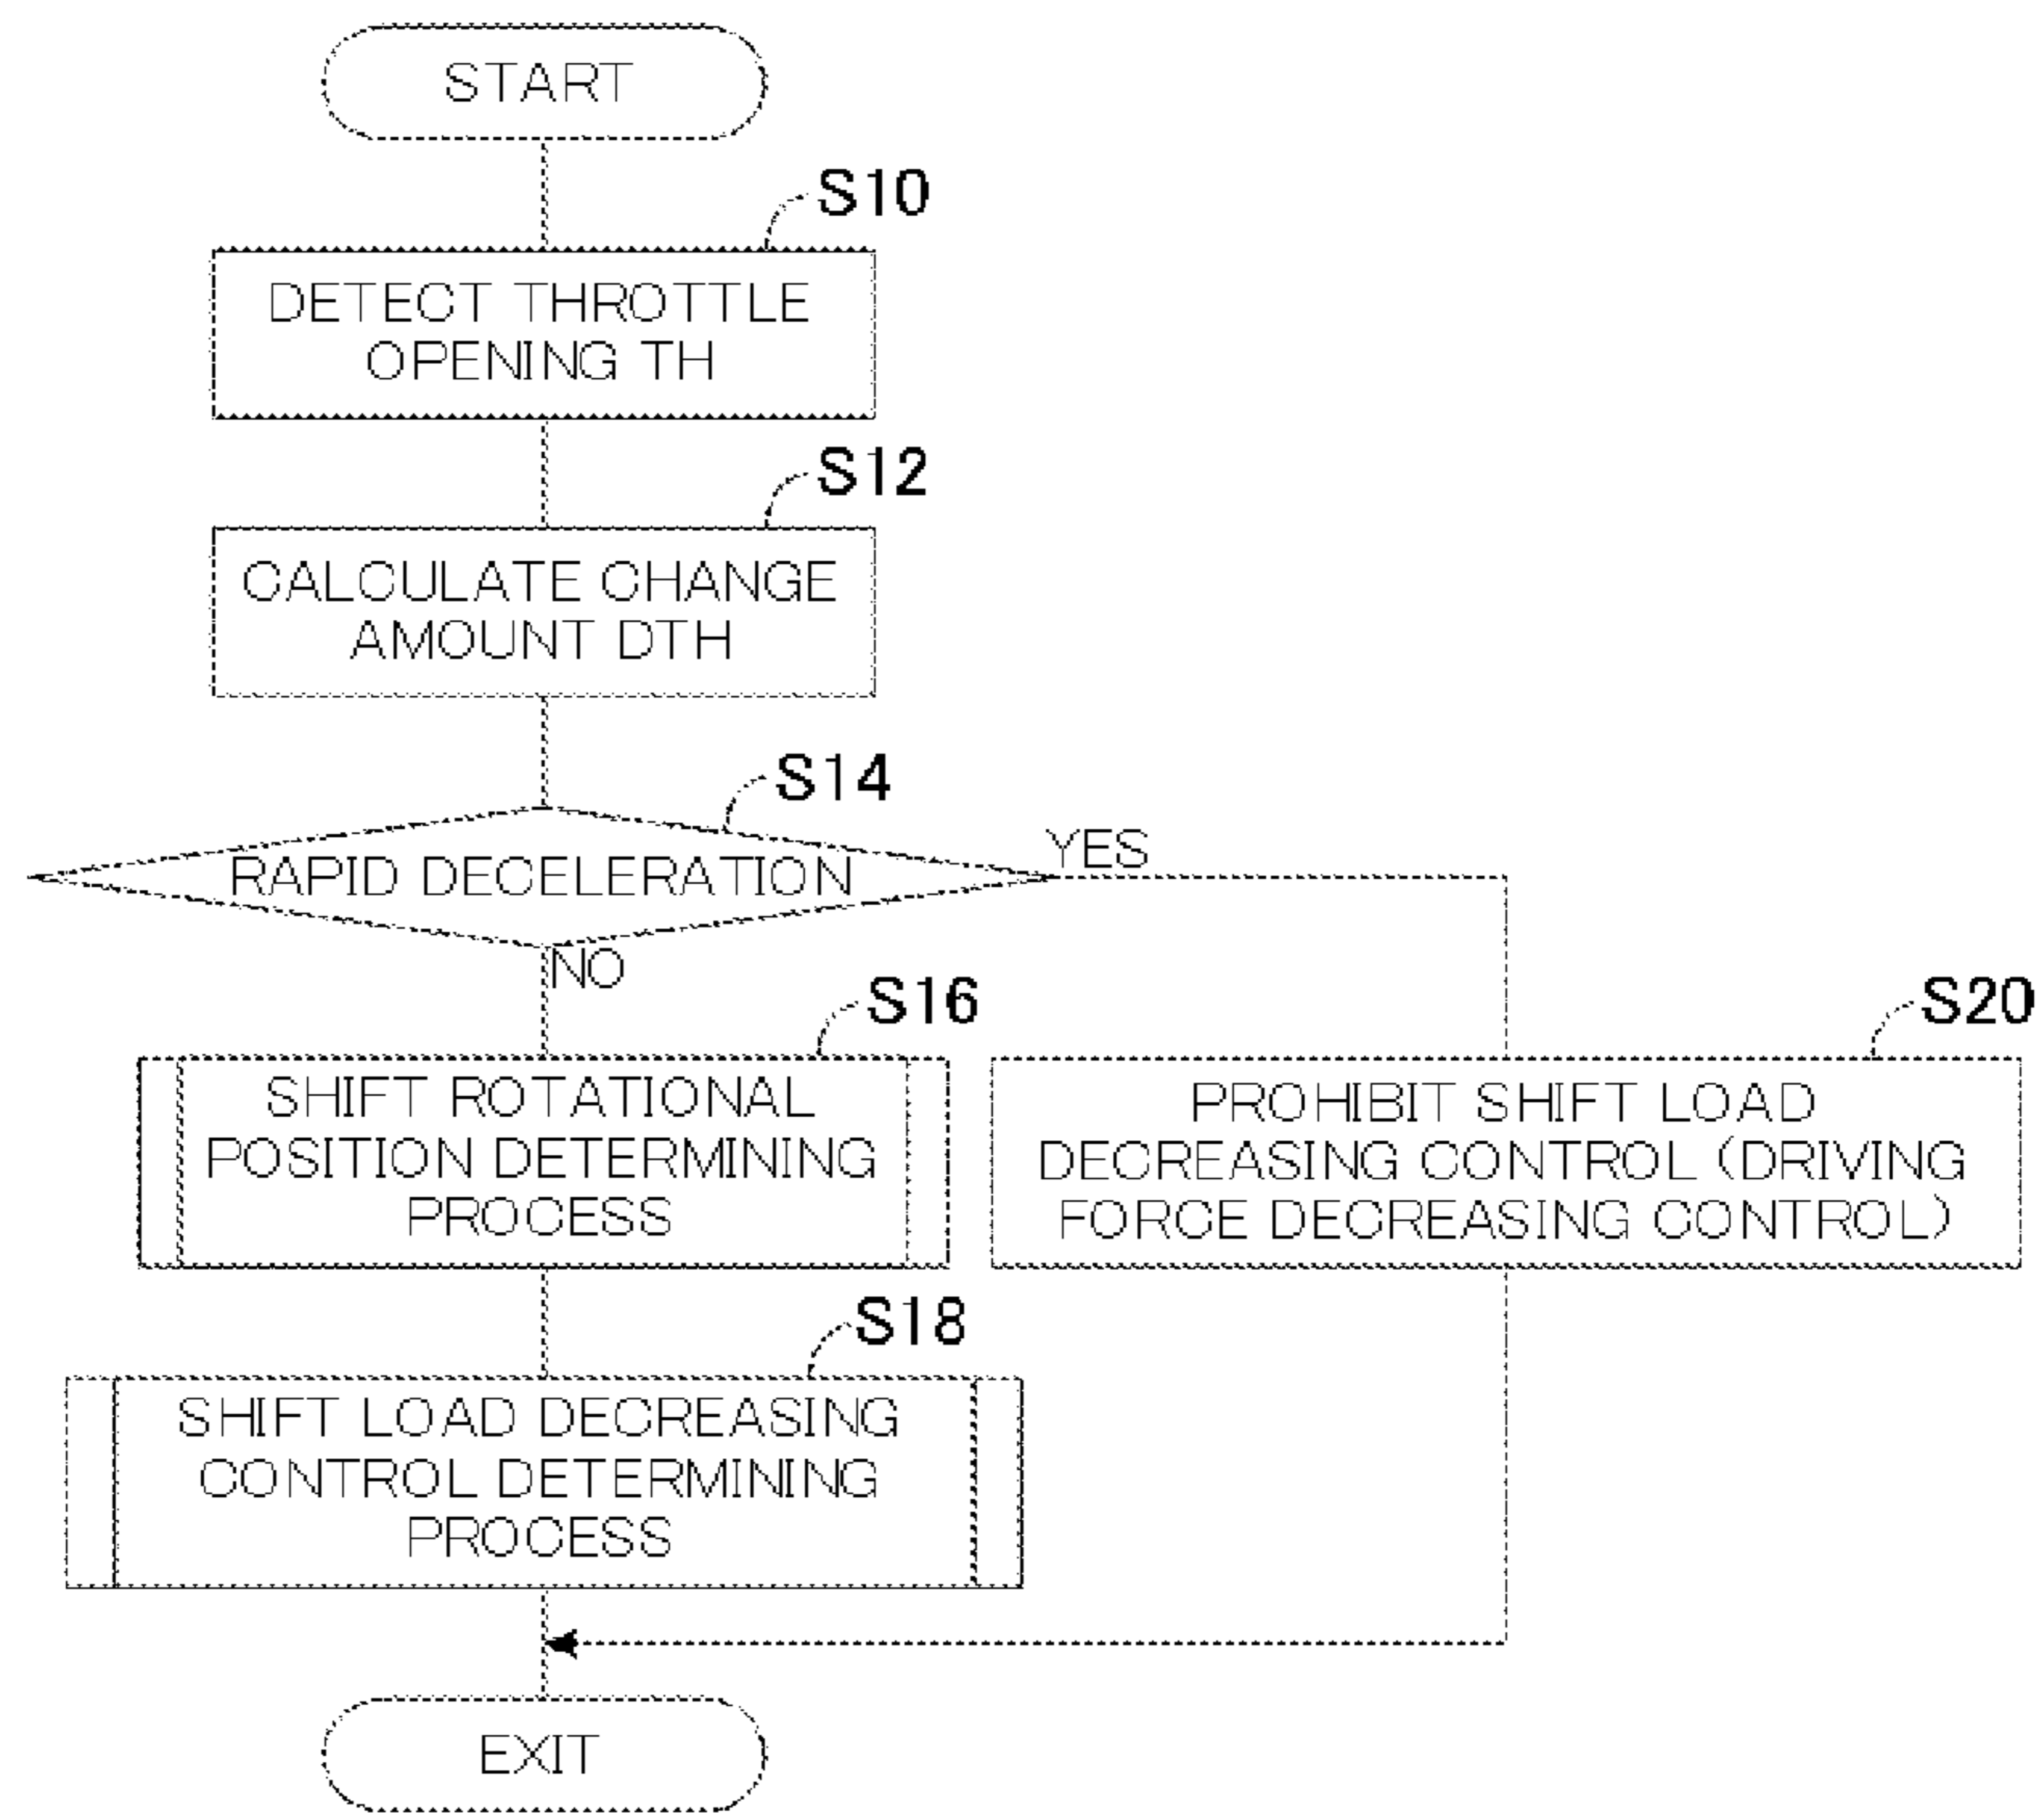 START
S10
DETECT THROTTLE
OPENING TH
S12
CALCULATE CHANGE
AMOUNT DTH
S14
RAPID DECELERATION
YES
NO
S16
SHIFT ROTATIONAL
POSITION DETERMINING
PROCESS
S20
PROHIBIT SHIFT LOAD
DECREASING CONTROL (DRIVING
FORCE DECREASING CONTROL)
S18
SHIFT LOAD DECREASING
CONTROL DETERMINING
PROCESS
EXIT